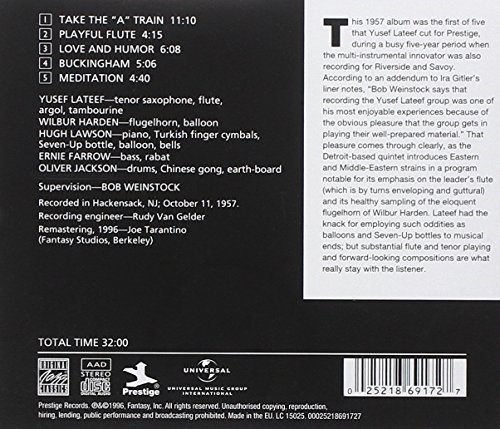 1 TAKE THE "A" TRAIN 11:10
2 PLAYFUL FLUTE 4:15
3 LOVE AND HUMOR 6:08
4 BUCKINGHAM 5:06
5 MEDITATION 4:40
YUSEF LATEEF—tenor saxophone, flute,
argol, tambourine
WILBUR HARDEN—flugelhorn, balloon
HUGH LAWSON—piano, Turkish finger cymbals,
Seven-Up bottle, balloon, bells
ERNIE FARROW—bass, rabat
OLIVER JACKSON—drums, Chinese gong, earth-board
Supervision—BOB WEINSTOCK
Recorded in Hackensack, NJ; October 11, 1957.
Recording engineer—Rudy Van Gelder
Remastering, 1996—Joe Tarantino
(Fantasy Studios, Berkeley)
This 1957 album was the first of five
that Yusef Lateef cut for Prestige,
during a busy five-year period when
the multi-instrumental innovator was also
recording for Riverside and Savoy.
According to an addendum to Ira Gitler's
liner notes, "Bob Weinstock says that
recording the Yusef Lateef group was one of his
most enjoyable experiences because of
the obvious pleasure that the group gets in
playing their well-prepared material." That
pleasure comes through clearly, as the
Detroit-based quintet introduces Eastern
and Middle-Eastern strains in a program
notable for its emphasis on the leader's flute
(which is by turns enveloping and guttural)
and its healthy sampling of the eloquent
flugelhorn of Wilbur Harden. Lateef had the
knack for employing such oddities as
balloons and Seven-Up bottles to musical
ends; but substantial flute and tenor playing
and forward-looking compositions are what
really stay with the listener.
TOTAL TIME 32:00
Original Jazz Classics
AAD
STEREO
COMPACT disc DIGITAL AUDIO
Prestige
UNIVERSAL
UNIVERSAL MUSIC GROUP
INTERNATIONAL
0 25218 69172 7
Prestige Records. ℗&©1996, Fantasy, Inc. All rights reserved. Unauthorised copying, reproduction,
hiring, lending, public performance and broadcasting prohibited. Made in the EU. LC 15025. 00025218691727